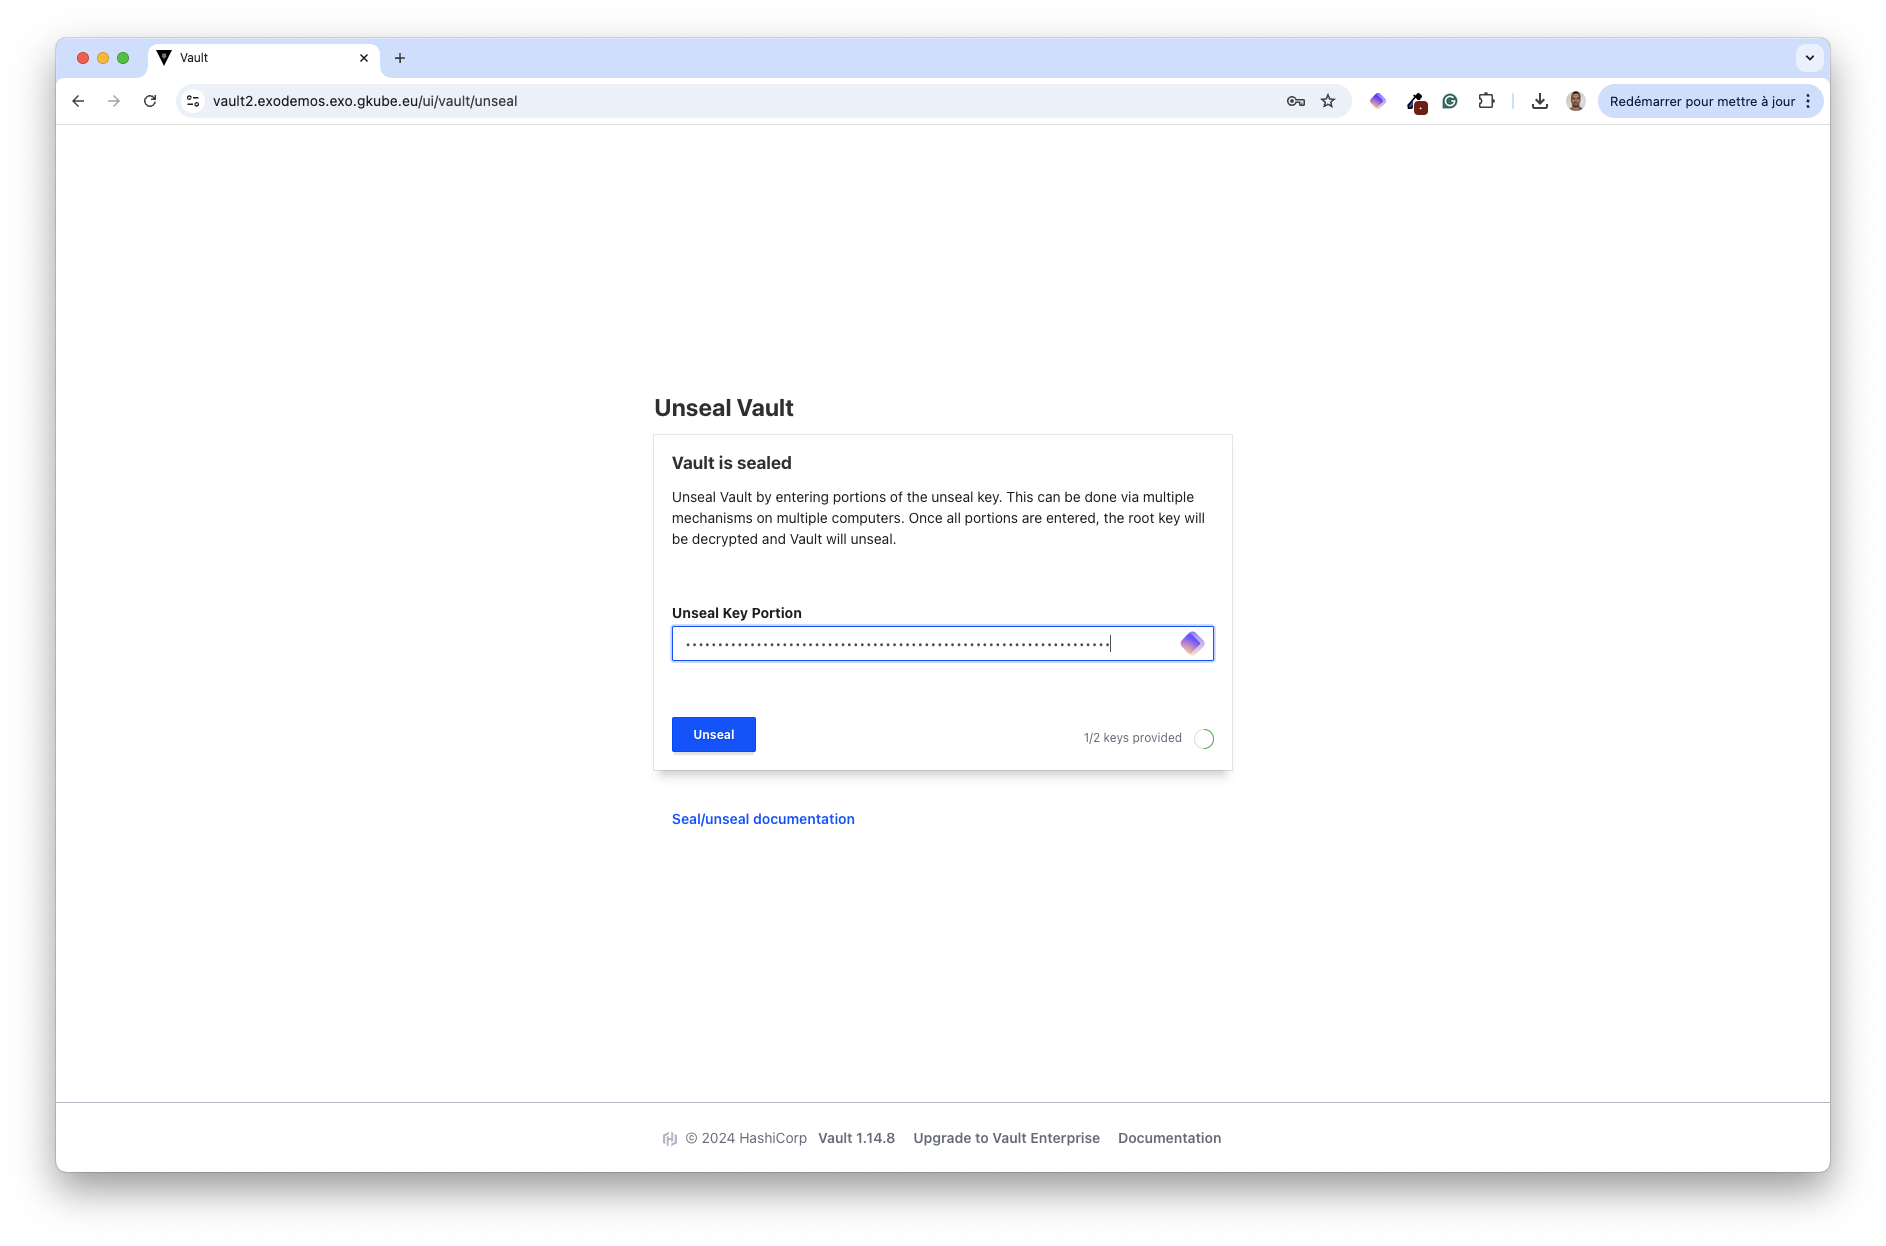 Vault
vault2.exodemos.exo.gkube.eu/ui/vault/unseal
Redémarrer pour mettre à jour
Unseal Vault
Vault is sealed
Unseal Vault by entering portions of the unseal key. This can be done via multiple
mechanisms on multiple computers. Once all portions are entered, the root key will
be decrypted and Vault will unseal.
Unseal Key Portion
Unseal
1/2 keys provided
Seal/unseal documentation
© 2024 HashiCorp Vault 1.14.8 Upgrade to Vault Enterprise Documentation